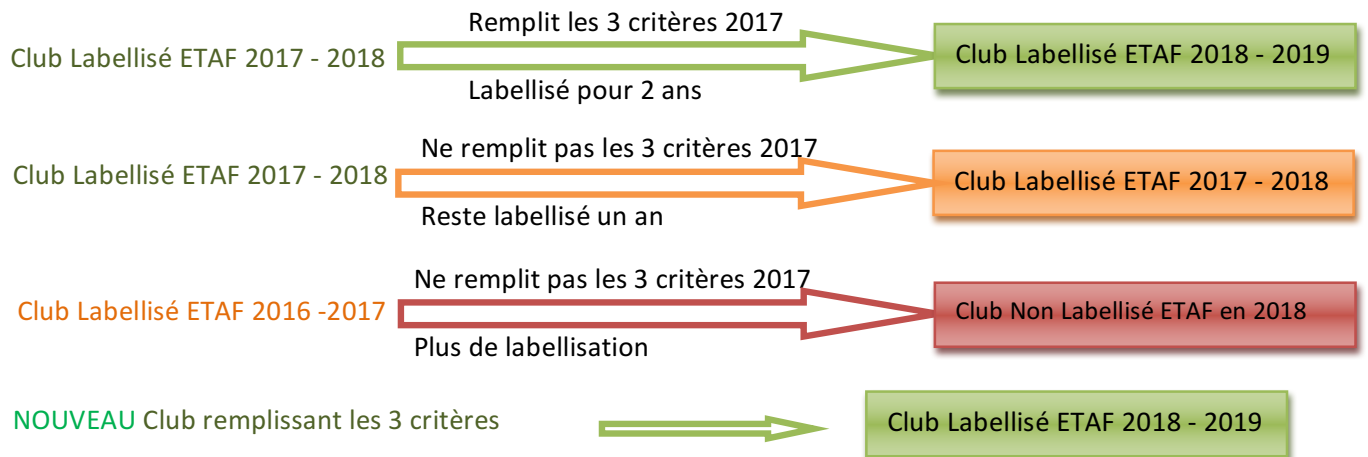 Remplit les 3 critères 2017
Club Labellisé ETAF 2017 - 2018
Club Labellisé ETAF 2018 - 2019
Labellisé pour 2 ans
Ne remplit pas les 3 critères 2017
Club Labellisé ETAF 2017 - 2018
Club Labellisé ETAF 2017 - 2018
Reste labellisé un an
Ne remplit pas les 3 critères 2017
Club Labellisé ETAF 2016 -2017
Club Non Labellisé ETAF en 2018
Plus de labellisation
NOUVEAU Club remplissant les 3 critères
Club Labellisé ETAF 2018 - 2019